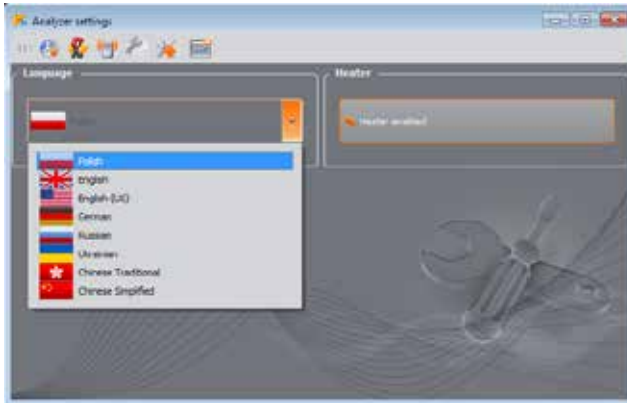 Analyzer settings
Language
Heater
Heater enabled
Polish
English
English (US)
German
Russian
Ukrainian
Chinese Traditional
Chinese Simplified